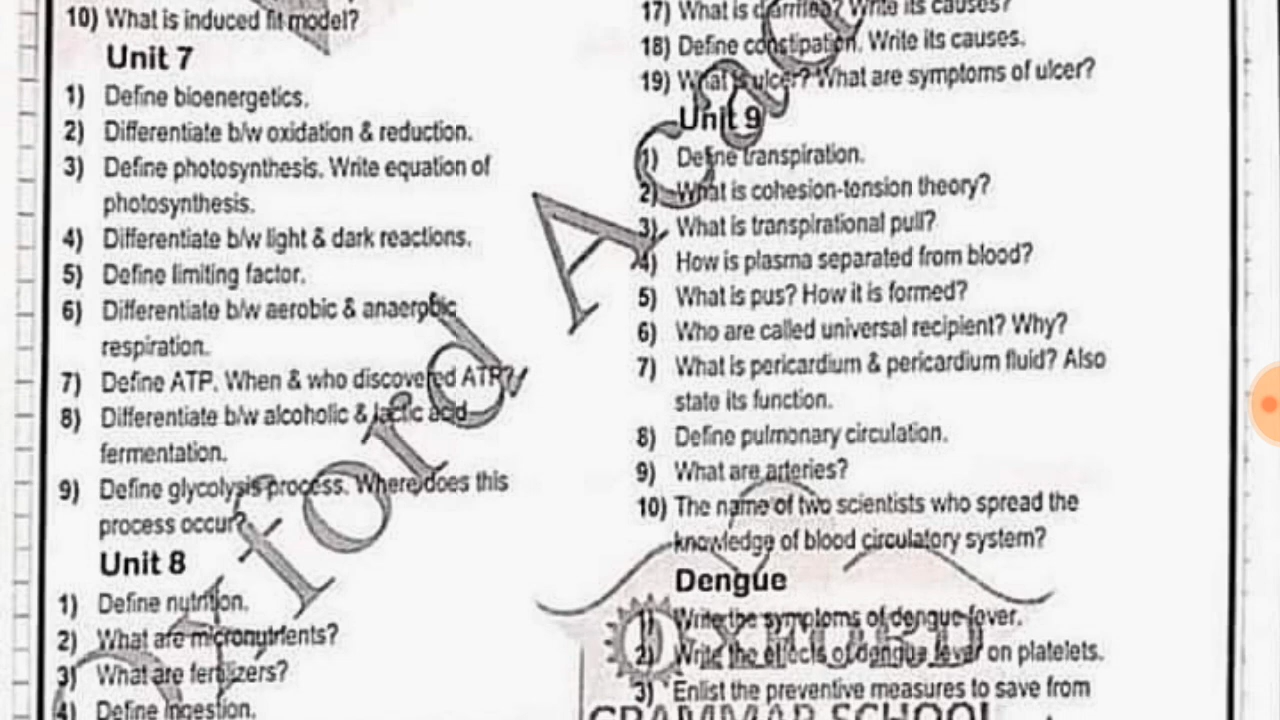 10) What is induced fit model?
Unit 7
1) Define bioenergetics.
2) Differentiate b/w oxidation & reduction.
3) Define photosynthesis. Write equation of
photosynthesis.
4) Differentiate b/w light & dark reactions.
5) Define limiting factor.
6) Differentiate b/w aerobic & anaerobic
respiration.
7) Define ATP. When & who discovered ATP?
8) Differentiate b/w alcoholic & lactic acid
fermentation.
9) Define glycolysis process. Where does this
process occur?
Unit 8
1) Define nutrition.
2) What are micronutrients?
3) What are fertilizers?
4) Define ingestion.
17) What is diarrhea? Write its causes?
18) Define constipation. Write its causes.
19) What is ulcer? What are symptoms of ulcer?
Unit 9
1) Define transpiration.
2) What is cohesion-tension theory?
3) What is transpirational pull?
4) How is plasma separated from blood?
5) What is pus? How it is formed?
6) Who are called universal recipient? Why?
7) What is pericardium & pericardium fluid? Also
state its function.
8) Define pulmonary circulation.
9) What are arteries?
10) The name of two scientists who spread the
knowledge of blood circulatory system?
Dengue
1) Write the symptoms of dengue fever.
2) Write the effects of dengue fever on platelets.
3) Enlist the preventive measures to save from
OXFORD
GRAMMAR SCHOOL